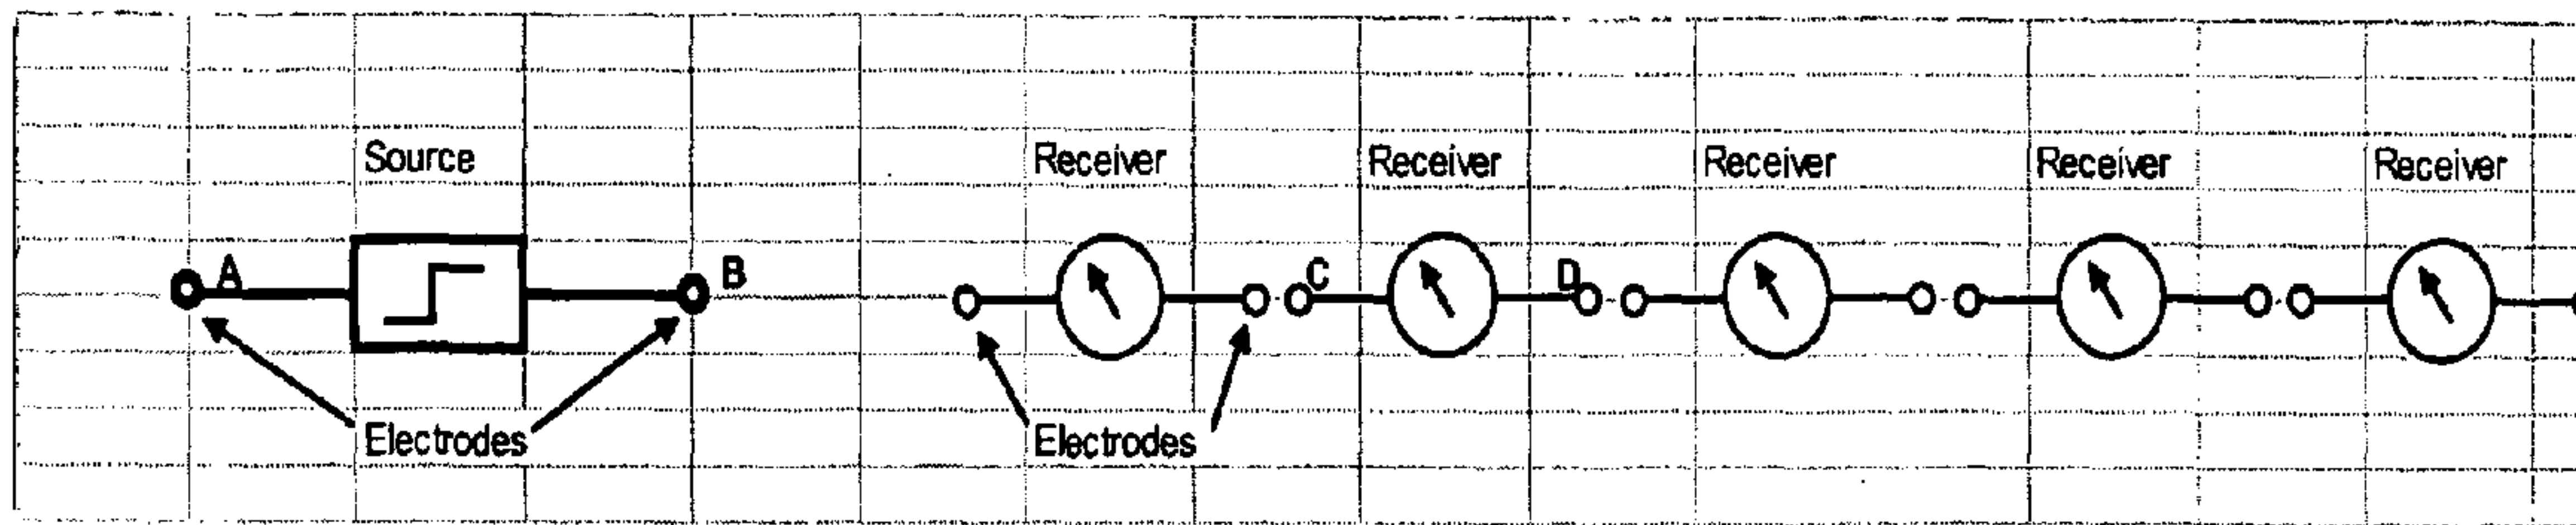 Source
Receiver
Receiver
Receiver
Receiver
Receiver
A
B
C
D
Electrodes
Electrodes